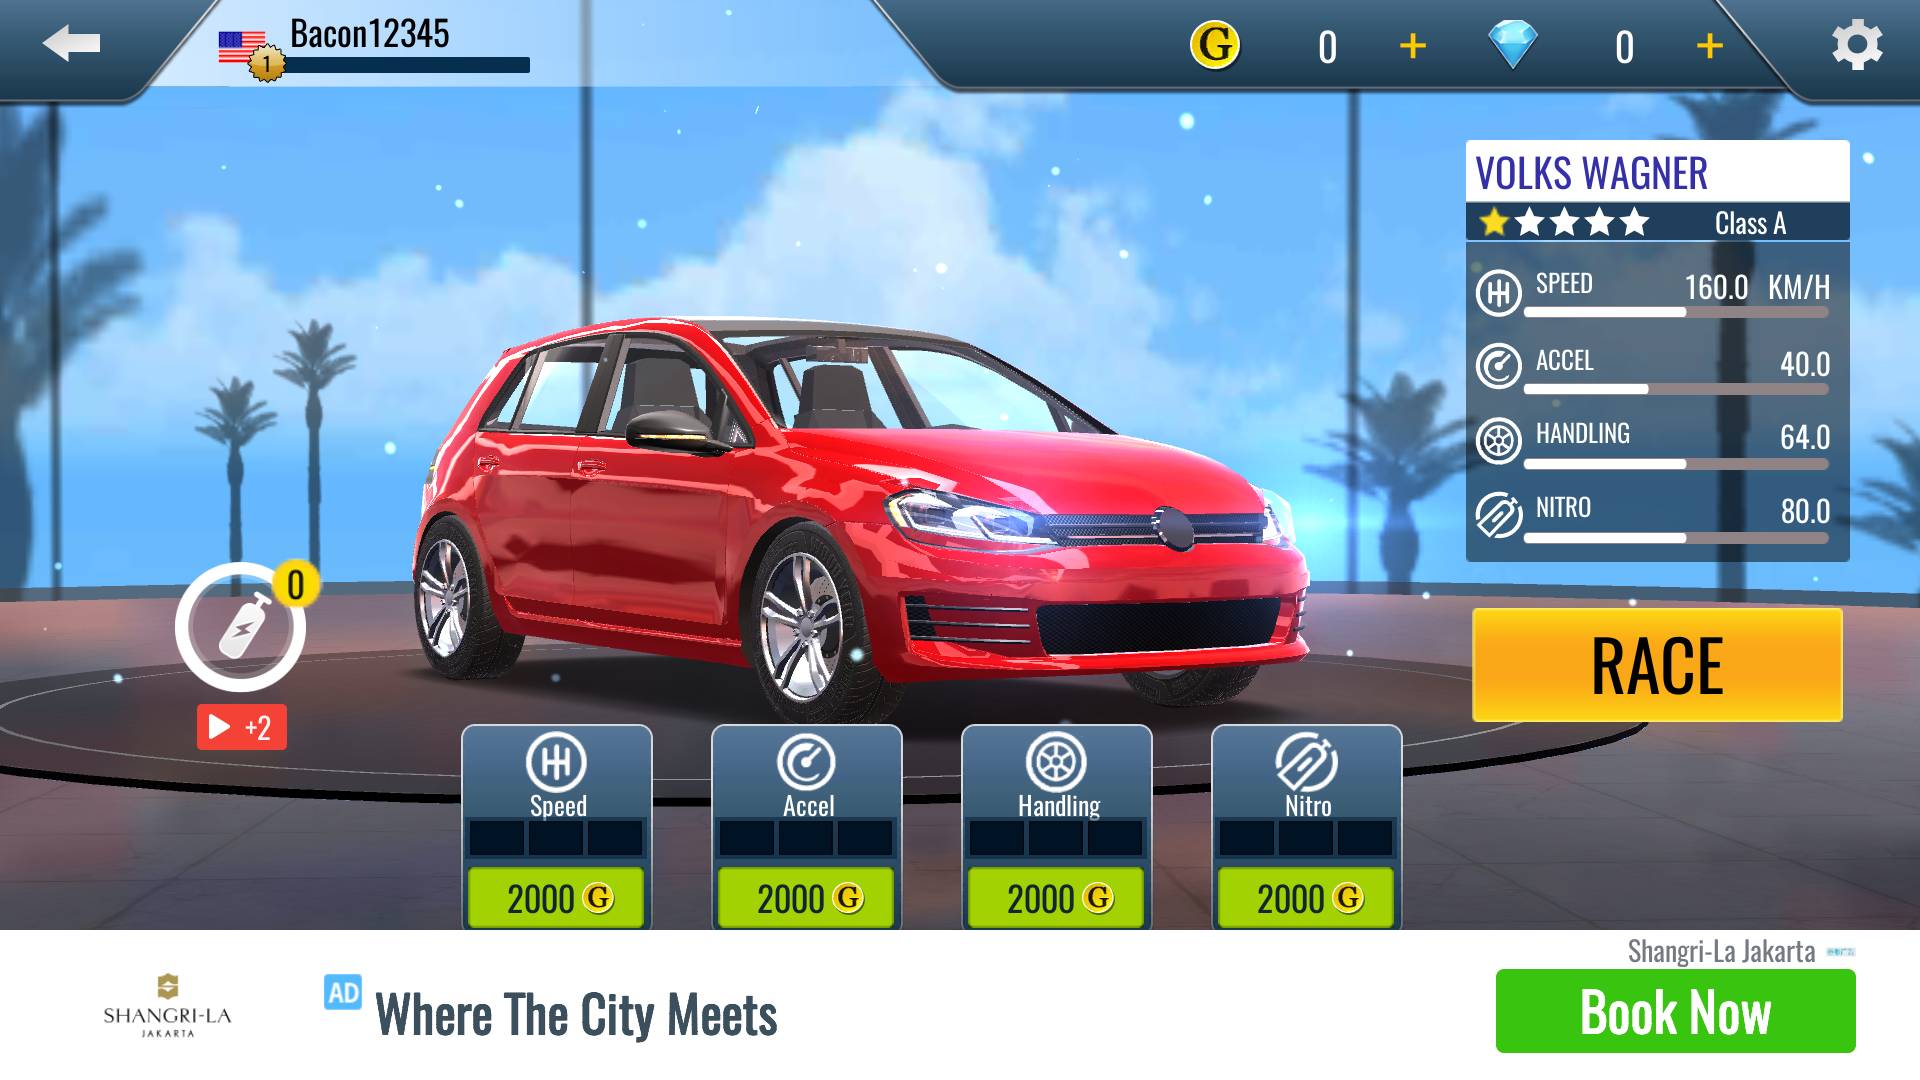 Bacon12345
1
G 0 + 0 +
VOLKS WAGNER
Class A
SPEED 160.0 KM/H
ACCEL 40.0
HANDLING 64.0
NITRO 80.0
0
+2
RACE
Speed
2000 G
Accel
2000 G
Handling
2000 G
Nitro
2000 G
SHANGRI-LA
JAKARTA
AD
Where The City Meets
Shangri-La Jakarta
Book Now